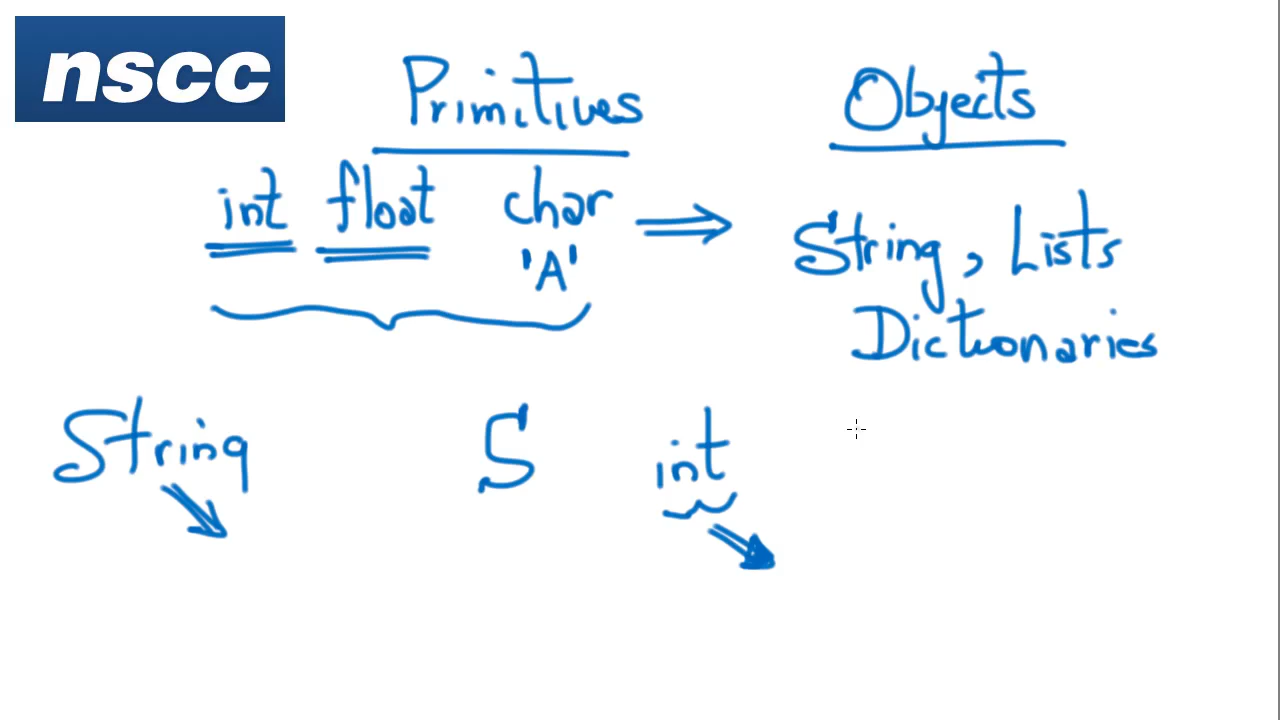 nscc
Primitives Objects
int float char
'A'
String, Lists
Dictionaries
String S int